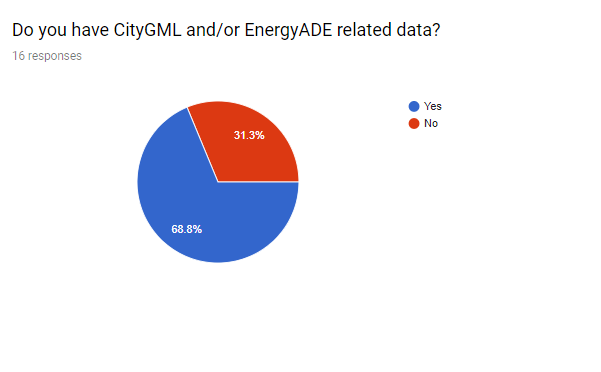 Do you have CityGML and/or EnergyADE related data?
16 responses
Yes
No
31.3%
68.8%